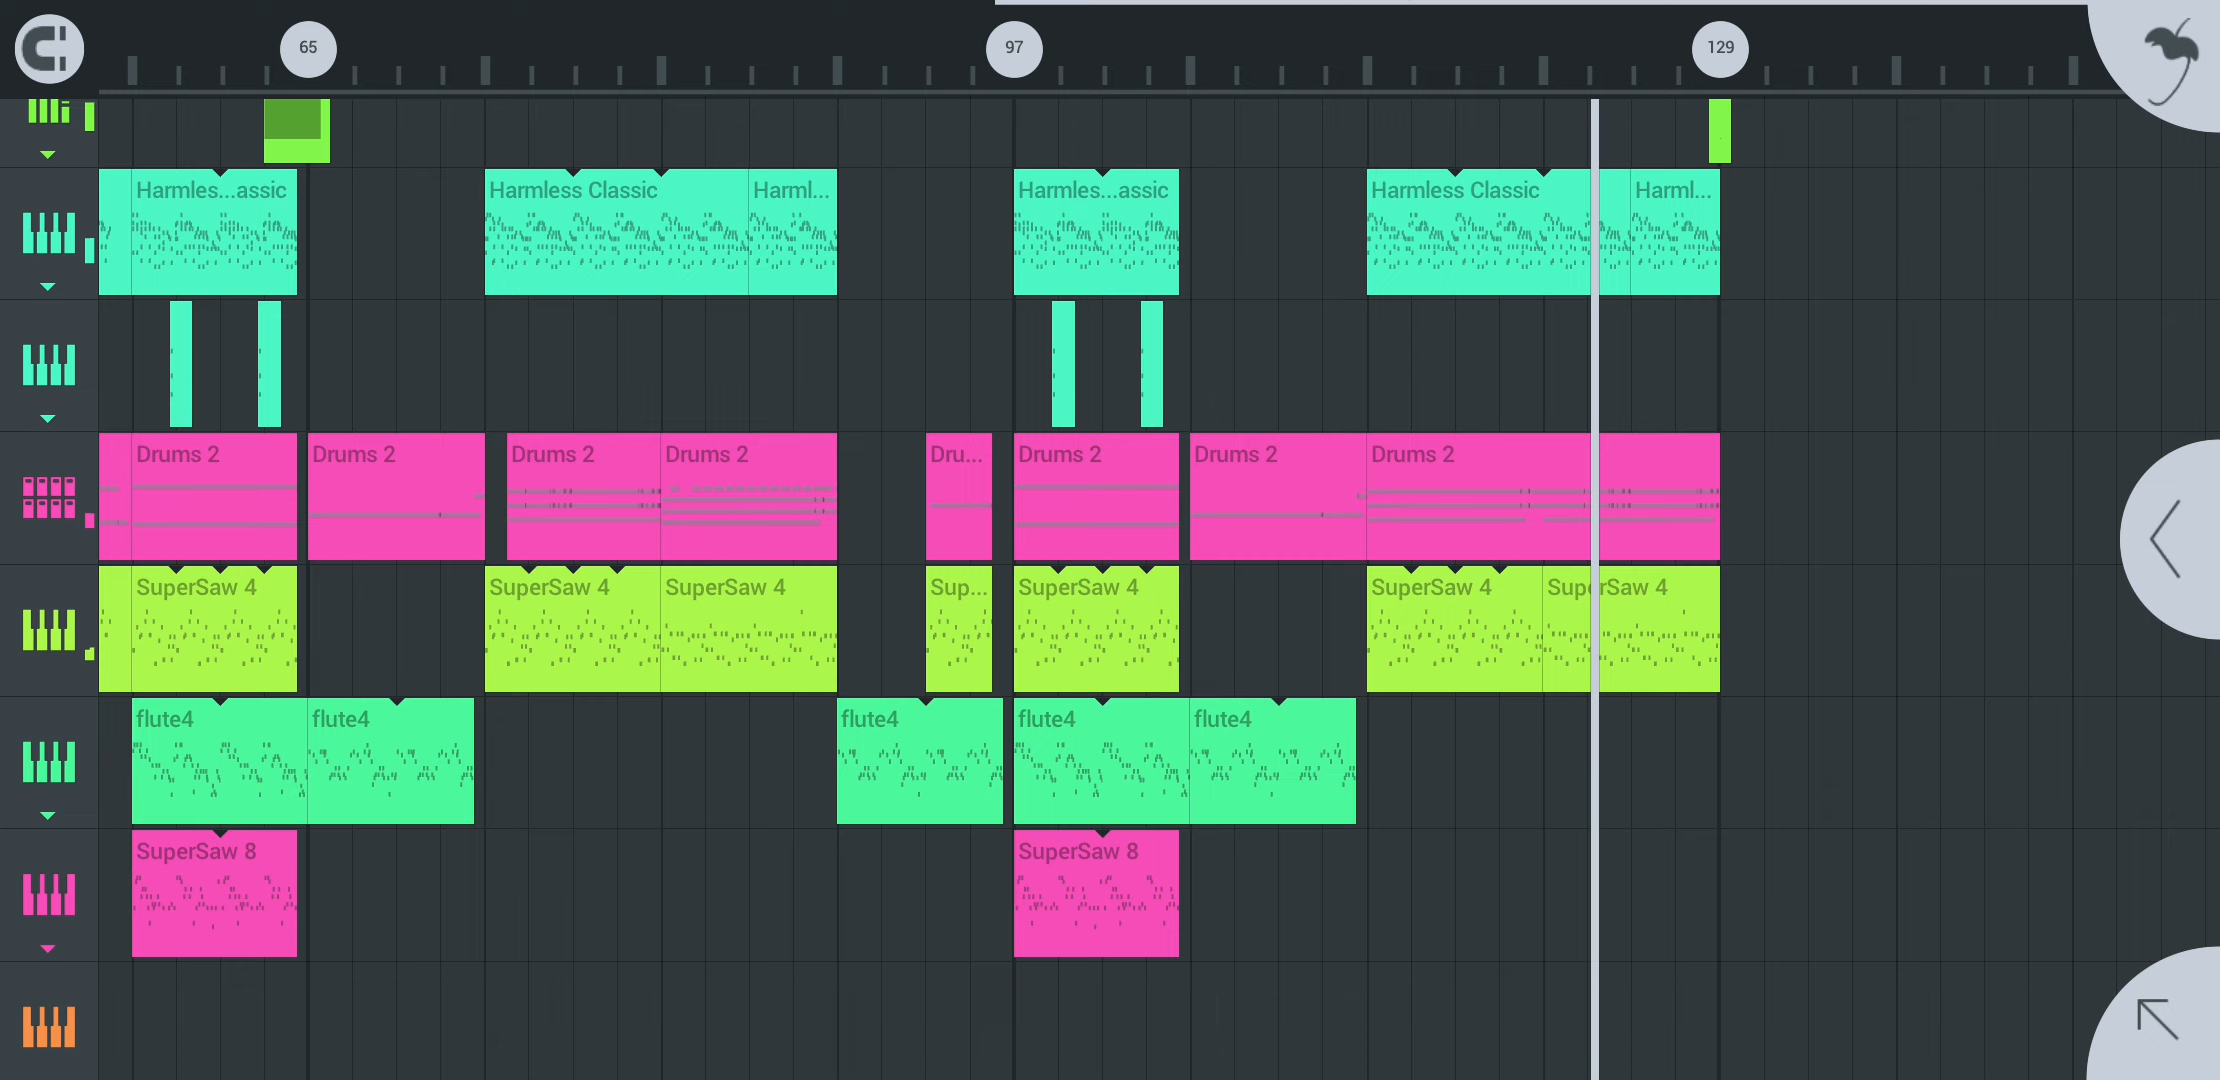 65
97
129
Harmles...assic
Harmless Classic
Harml...
Harmles...assic
Harmless Classic
Harml...
Drums 2
Drums 2
Drums 2
Drums 2
Dru...
Drums 2
Drums 2
Drums 2
SuperSaw 4
SuperSaw 4
SuperSaw 4
Sup...
SuperSaw 4
SuperSaw 4
SuperSaw 4
flute4
flute4
flute4
flute4
flute4
SuperSaw 8
SuperSaw 8